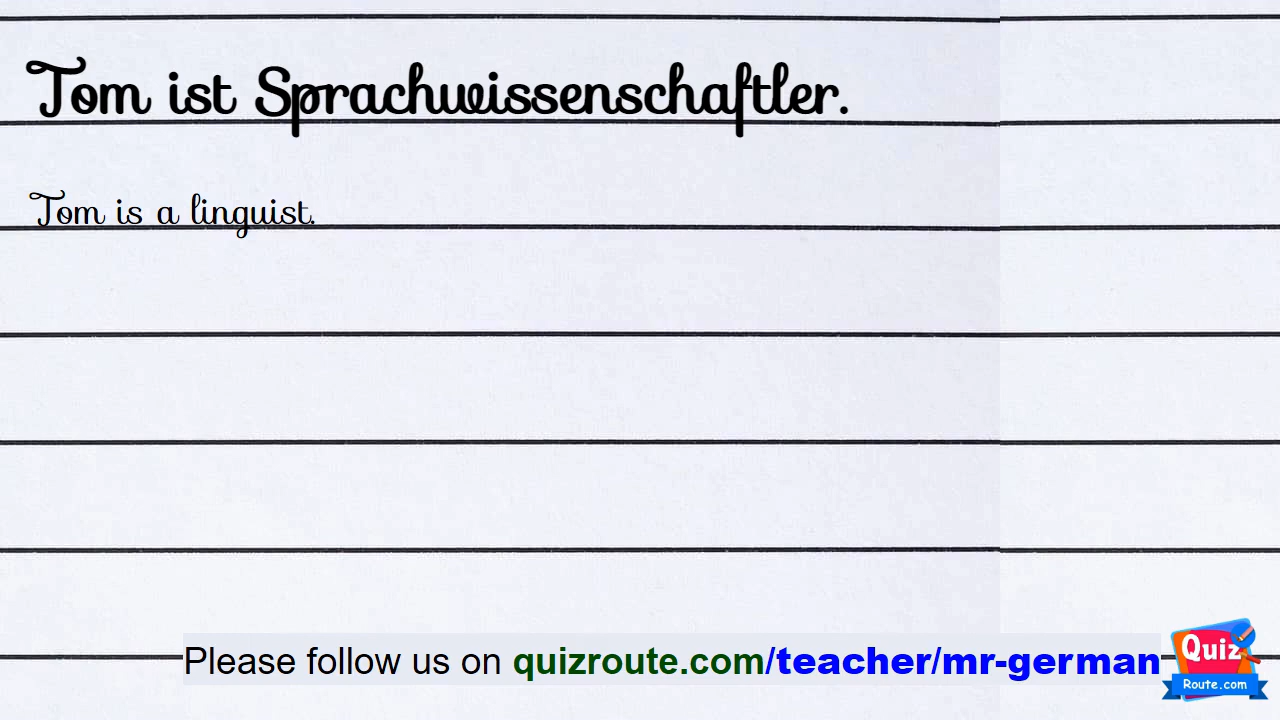 Tom ist Sprachwissenschaftler.
Tom is a linguist.
Please follow us on quizroute.com/teacher/mr-german
Quiz
Route.com